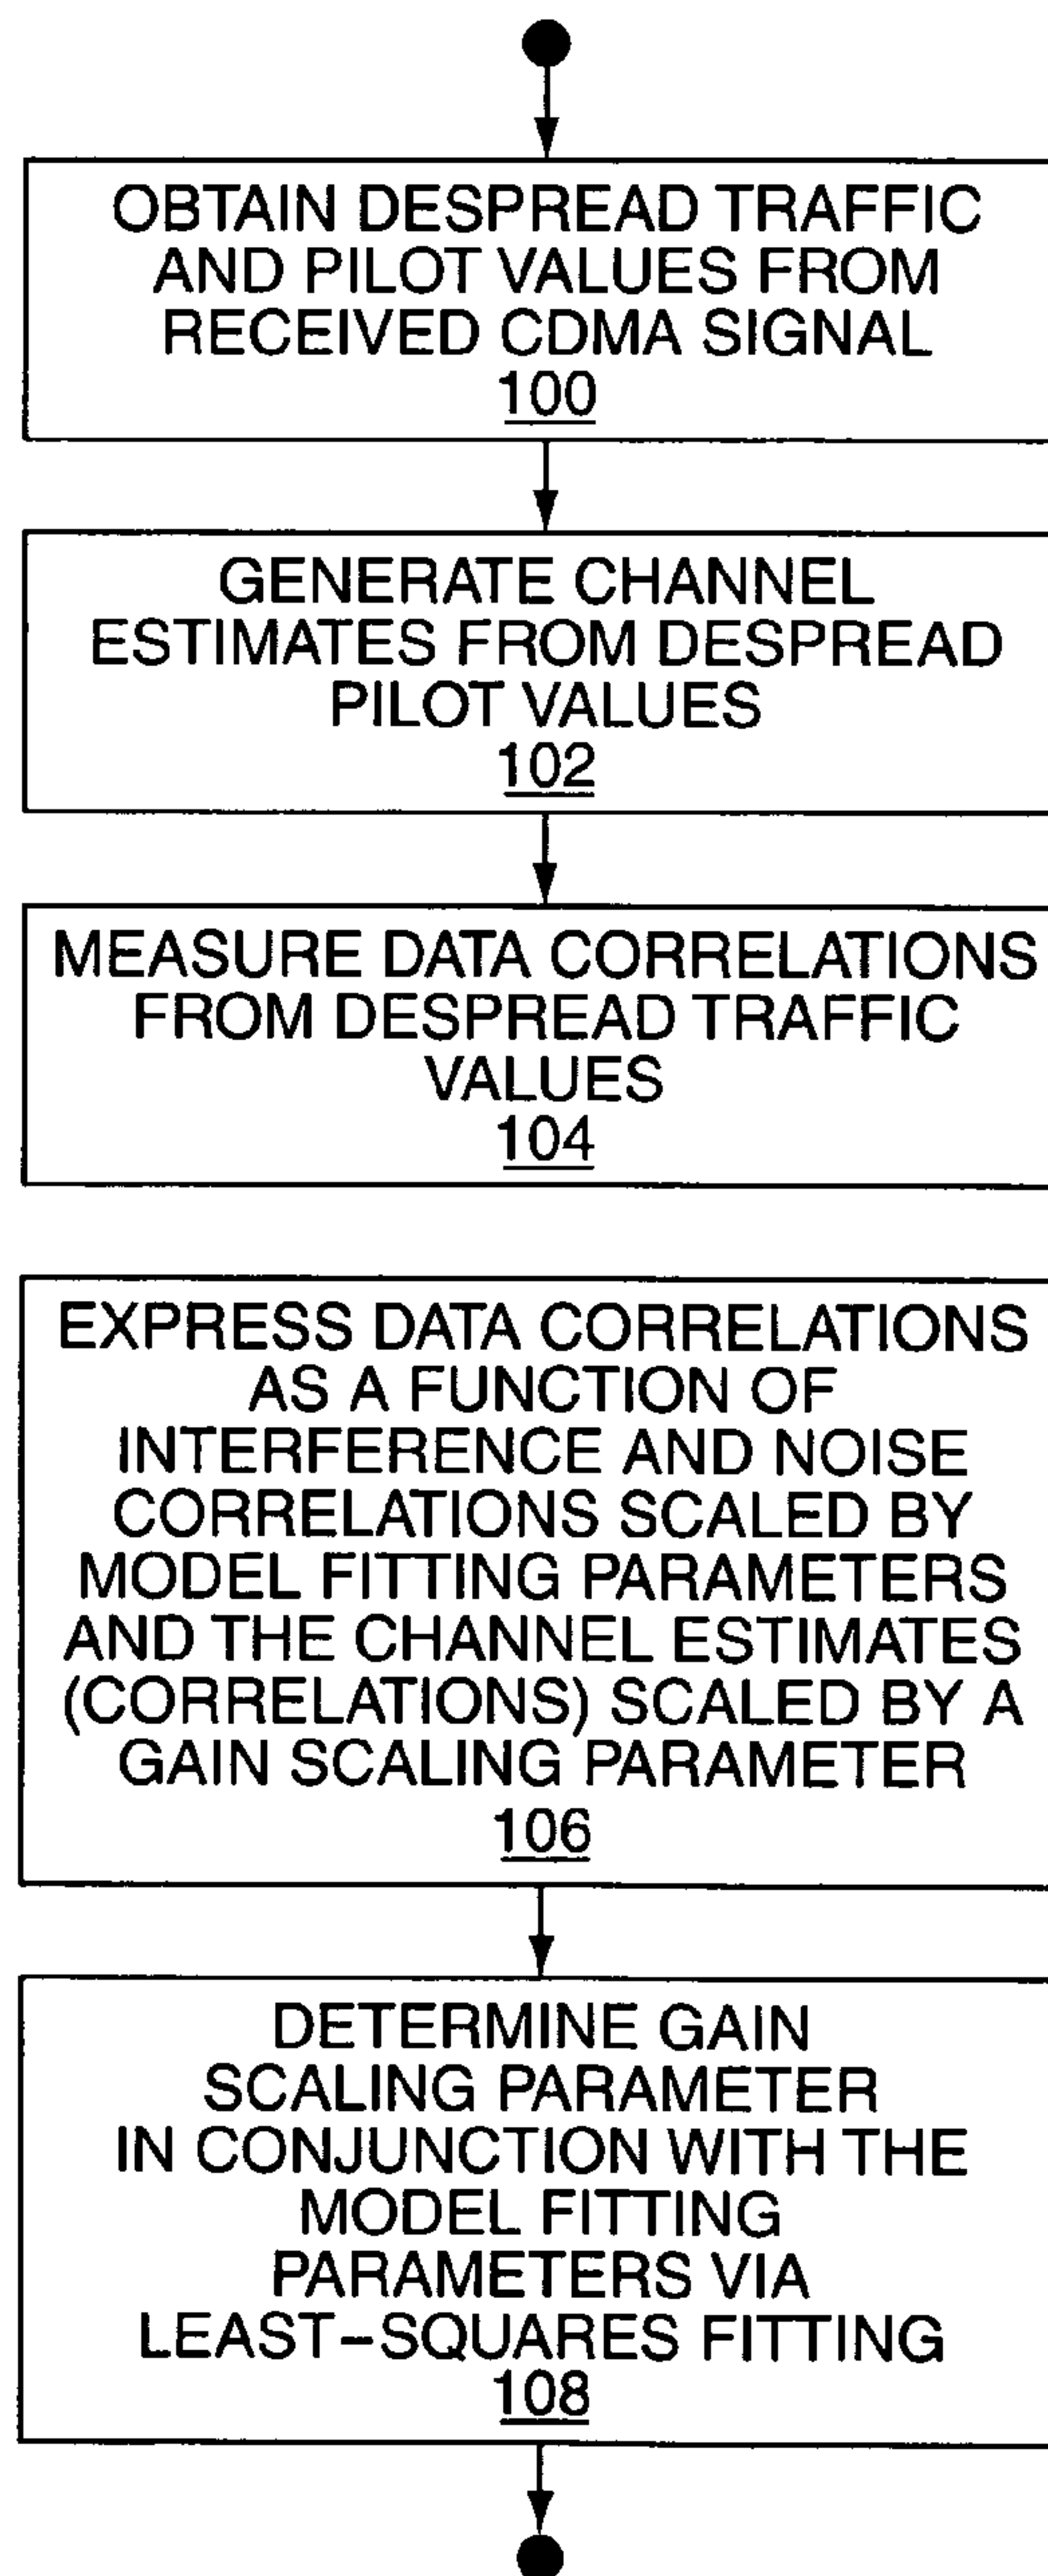 OBTAIN DESPREAD TRAFFIC
AND PILOT VALUES FROM
RECEIVED CDMA SIGNAL
100
GENERATE CHANNEL
ESTIMATES FROM DESPREAD
PILOT VALUES
102
MEASURE DATA CORRELATIONS
FROM DESPREAD TRAFFIC
VALUES
104
EXPRESS DATA CORRELATIONS
AS A FUNCTION OF
INTERFERENCE AND NOISE
CORRELATIONS SCALED BY
MODEL FITTING PARAMETERS
AND THE CHANNEL ESTIMATES
(CORRELATIONS) SCALED BY A
GAIN SCALING PARAMETER
106
DETERMINE GAIN
SCALING PARAMETER
IN CONJUNCTION WITH THE
MODEL FITTING
PARAMETERS VIA
LEAST-SQUARES FITTING
108